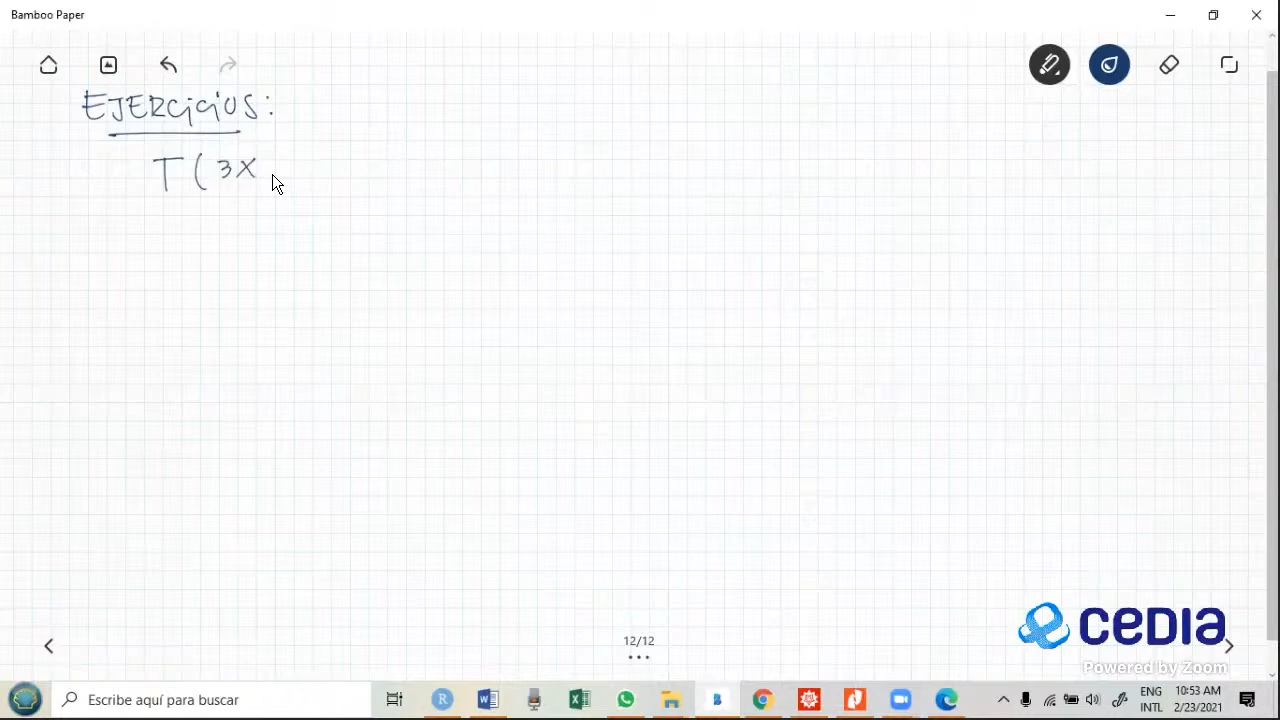 Bamboo Paper
EJERCiCiOS:
T ( 3X
12/12
CEDIA
Powered by Zoom
Escribe aquí para buscar
ENG
INTL
10:53 AM
2/23/2021